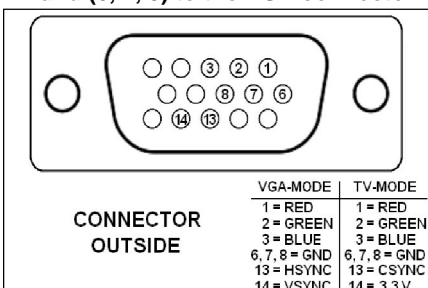 ③ ② ①
⑧ ⑦ ⑥
⑭ ⑬
VGA-MODE | TV-MODE
1 = RED | 1 = RED
2 = GREEN | 2 = GREEN
3 = BLUE | 3 = BLUE
6, 7, 8 = GND | 6, 7, 8 = GND
13 = HSYNC | 13 = CSYNC
14 = VSYNC | 14 = 3.3 V
CONNECTOR
OUTSIDE